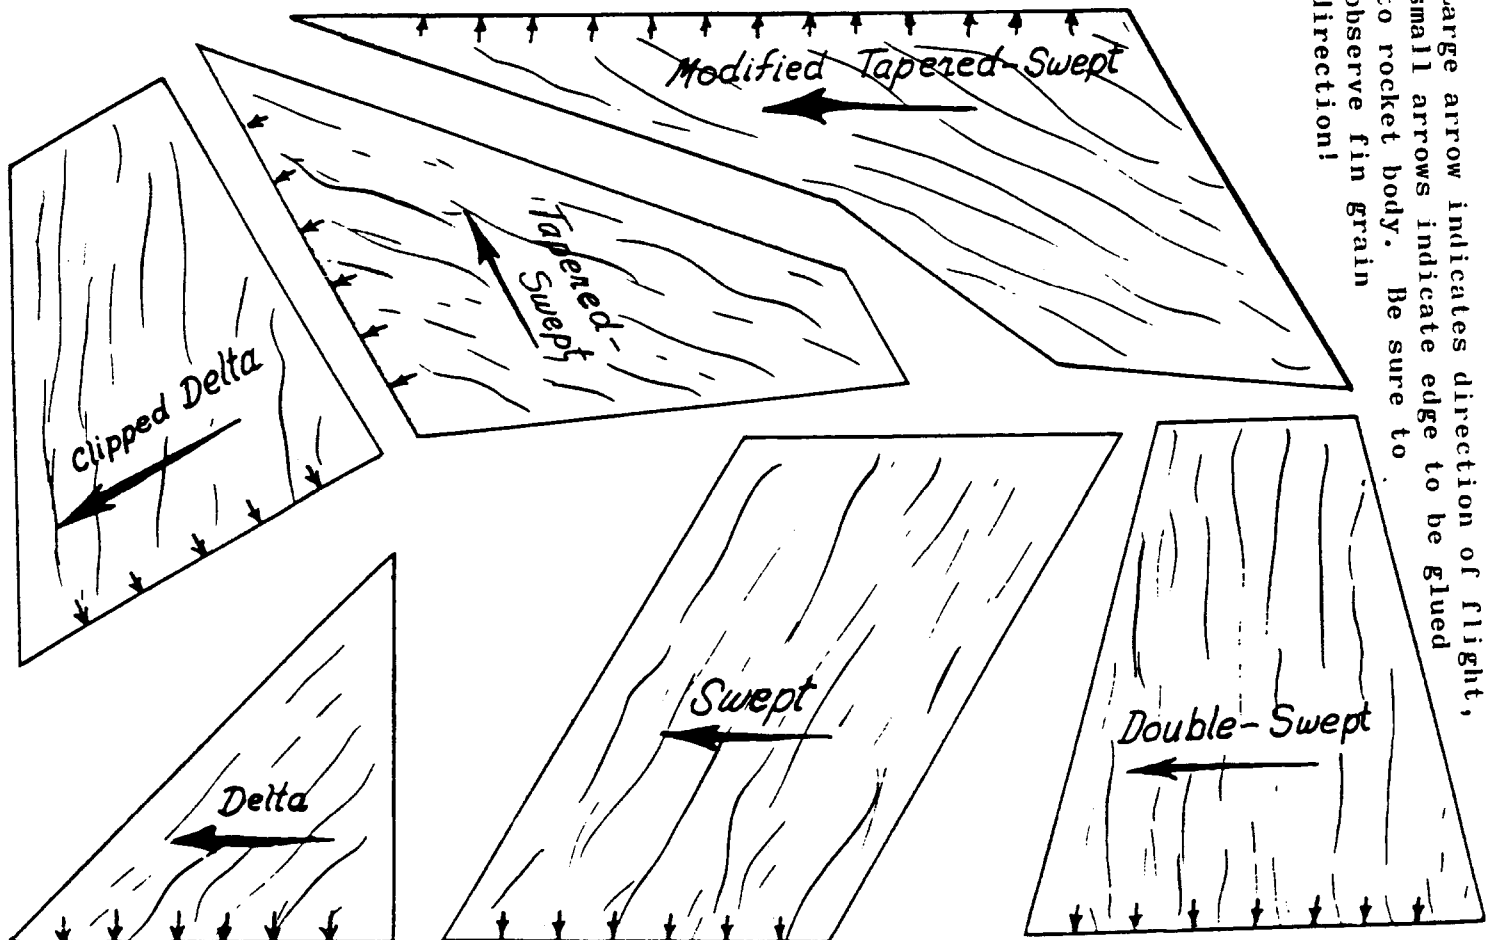 Large arrow indicates direction of flight,
small arrows indicate edge to be glued
to rocket body. Be sure to
observe fin grain
direction!
Modified Tapered-Swept
Tapered-
Swept
Clipped Delta
Swept
Double-Swept
Delta